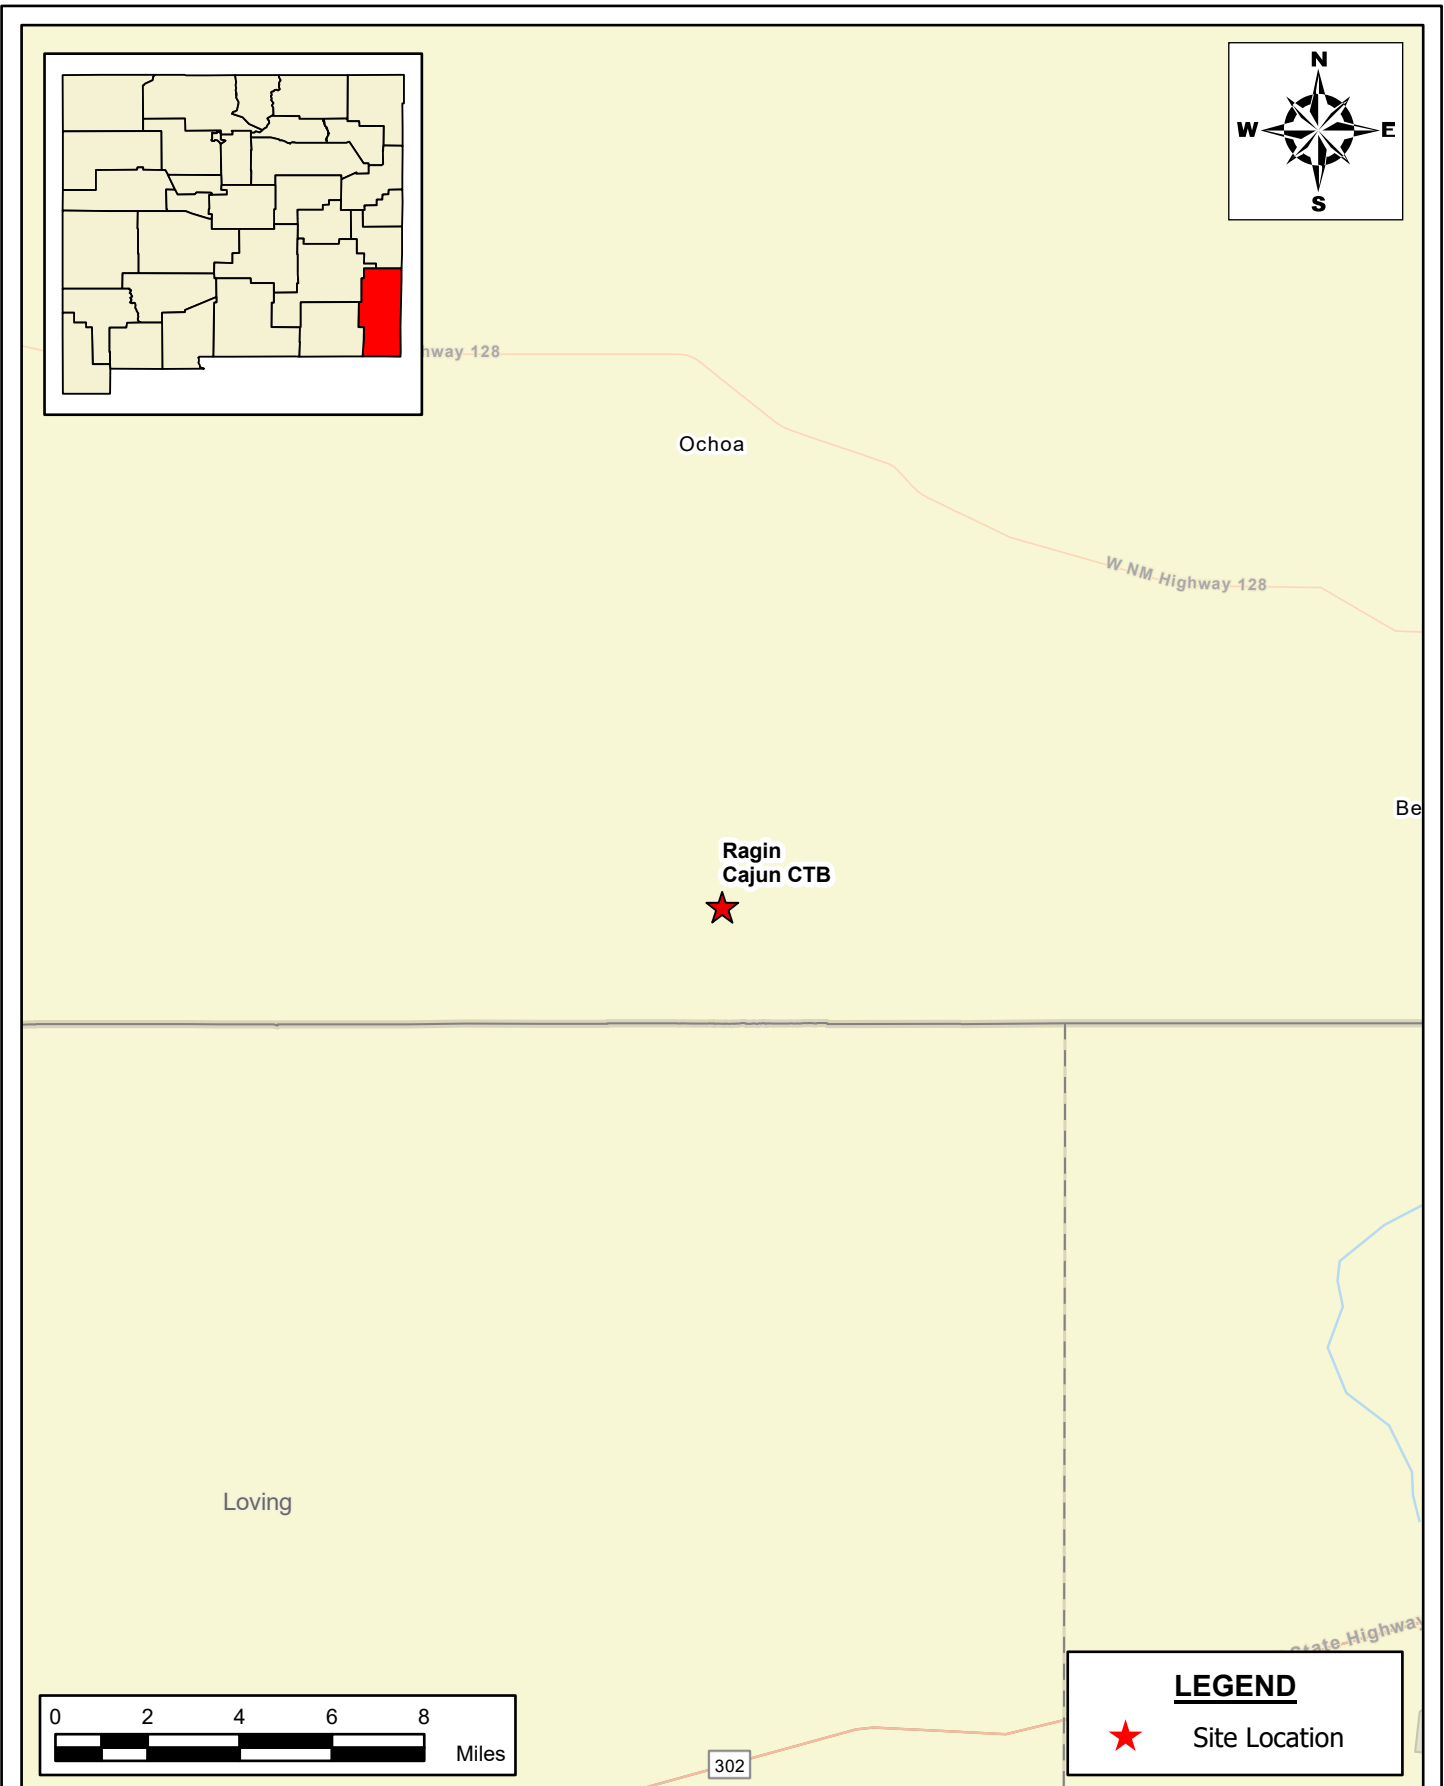 N
W E
S
hway 128
Ochoa
W NM Highway 128
Be
Ragin
Cajun CTB
Loving
State Highway
LEGEND
Site Location
0 2 4 6 8
Miles
302